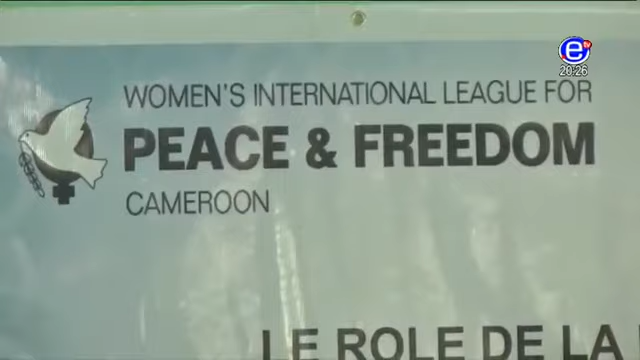 e
20:26
WOMEN'S INTERNATIONAL LEAGUE FOR
PEACE & FREEDOM
CAMEROON
LE ROLE DE LA